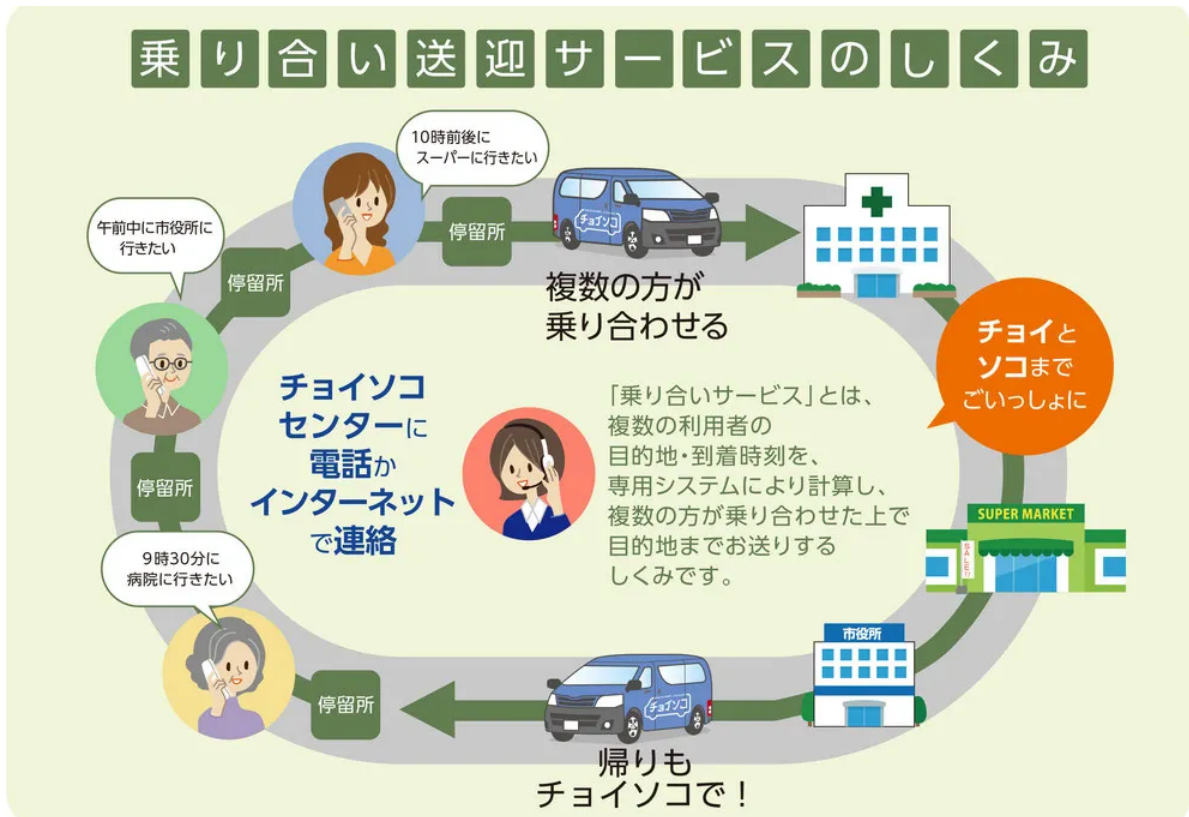 乗り合い送迎サービスのしくみ
10時前後に
スーパーに行きたい
午前中に市役所に
行きたい
停留所
停留所
チョイソコ
複数の方が
乗り合わせる
チョイと
ソコまで
ごいっしょに
チョイソコ
センターに
電話か
インターネット
で連絡
「乗り合いサービス」とは、
複数の利用者の
目的地・到着時刻を、
専用システムにより計算し、
複数の方が乗り合わせた上で
目的地までお送りする
しくみです。
停留所
9時30分に
病院に行きたい
SUPER MARKET
SALE!!
市役所
停留所
チョイソコ
帰りも
チョイソコで！